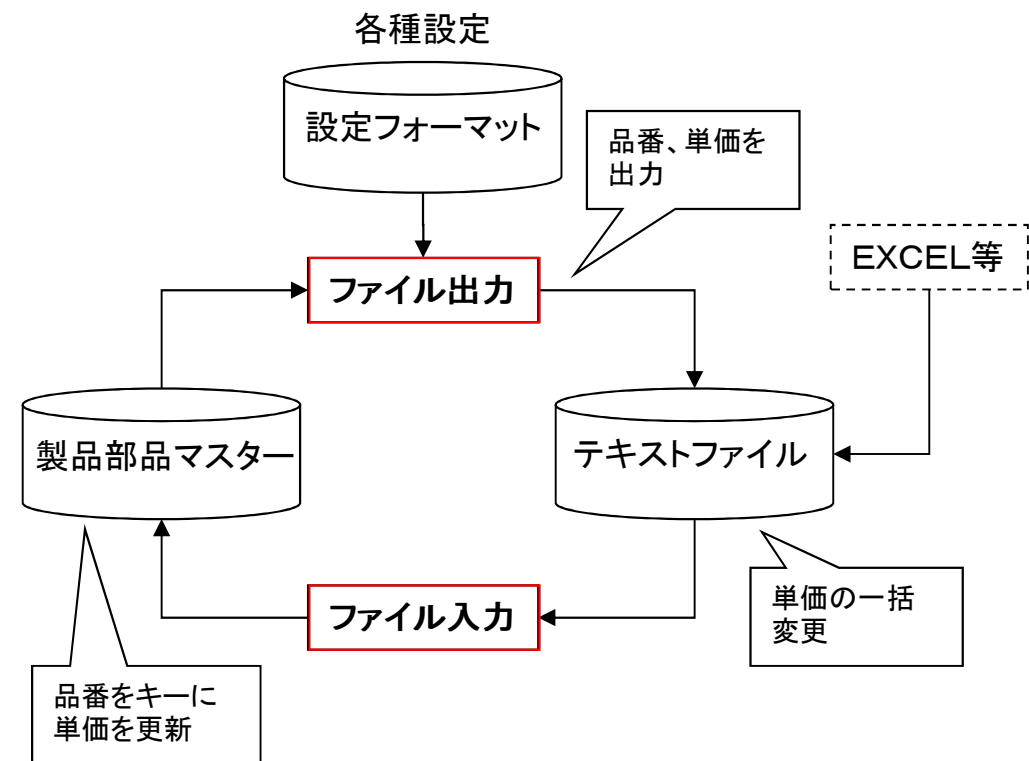 各種設定
設定フォーマット
品番、単価を
出力
EXCEL等
ファイル出力
製品部品マスター
テキストファイル
ファイル入力
単価の一括
変更
品番をキーに
単価を更新